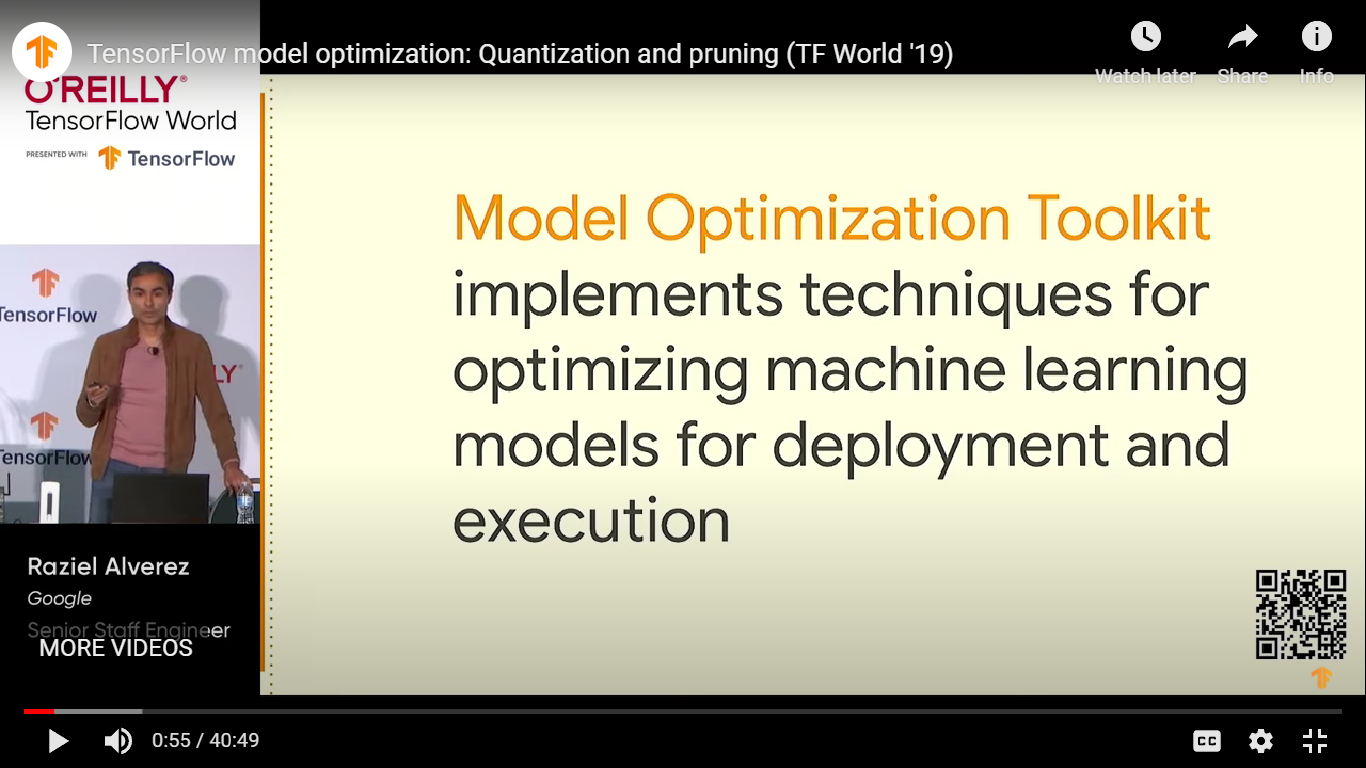 TensorFlow model optimization: Quantization and pruning (TF World '19)
Watch later
Share
Info
O'REILLY®
TensorFlow World
PRESENTED WITH
TensorFlow
Model Optimization Toolkit
implements techniques for
optimizing machine learning
models for deployment and
execution
TensorFlow
LY®
TensorFlow
Raziel Alverez
Google
Senior Staff Engineer
MORE VIDEOS
0:55 / 40:49
CC